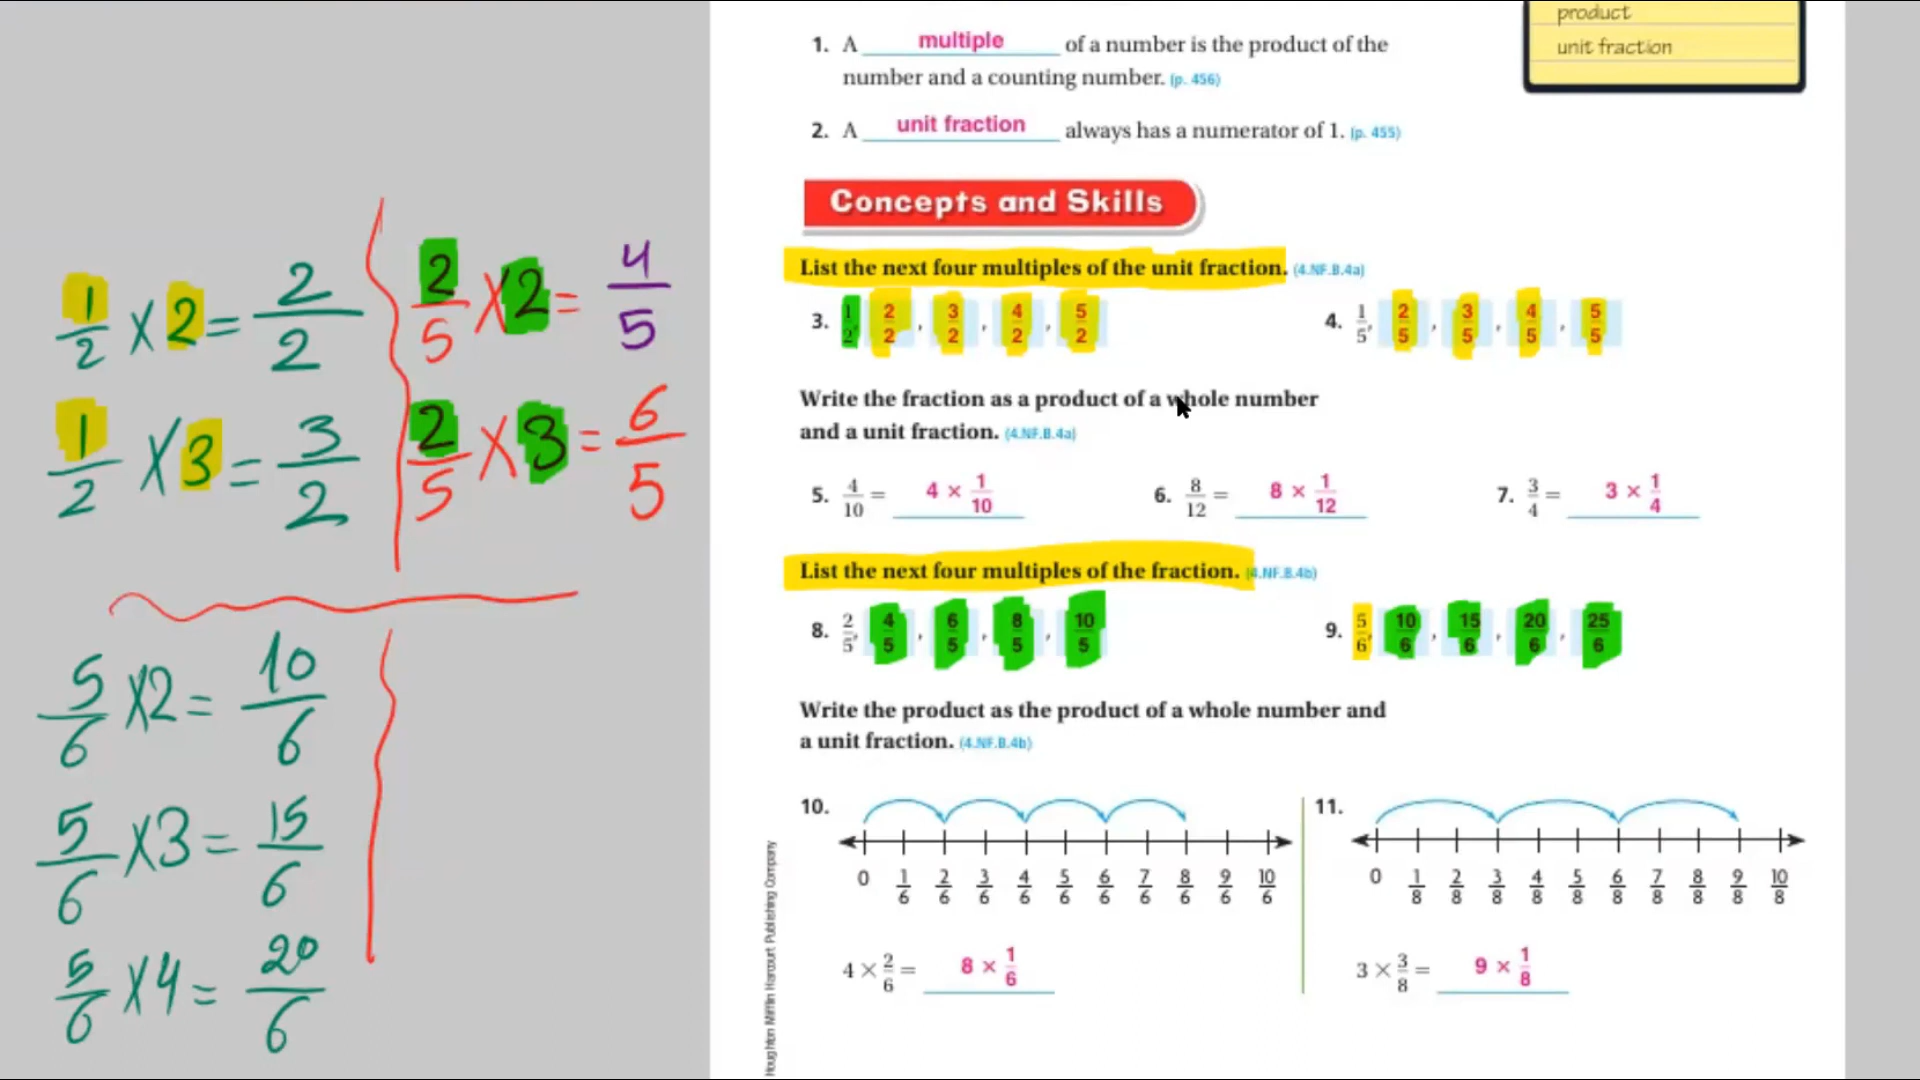 product
unit fraction
1. A multiple of a number is the product of the
number and a counting number. (p. 456)
2. A unit fraction always has a numerator of 1. (p. 455)
Concepts and Skills
List the next four multiples of the unit fraction. (4.NF.B.4a)
3. 1/2, 2/2, 3/2, 4/2, 5/2
4. 1/5, 2/5, 3/5, 4/5, 5/5
Write the fraction as a product of a whole number
and a unit fraction. (4.NF.B.4a)
5. 4/10 = 4 × 1/10
6. 8/12 = 8 × 1/12
7. 3/4 = 3 × 1/4
List the next four multiples of the fraction. (4.NF.B.4b)
8. 2/5, 4/5, 6/5, 8/5, 10/5
9. 5/6, 10/6, 15/6, 20/6, 25/6
Write the product as the product of a whole number and
a unit fraction. (4.NF.B.4b)
10.
0 1/6 2/6 3/6 4/6 5/6 6/6 7/6 8/6 9/6 10/6
4 × 2/6 = 8 × 1/6
11.
0 1/8 2/8 3/8 4/8 5/8 6/8 7/8 8/8 9/8 10/8
3 × 3/8 = 9 × 1/8
Houghton Mifflin Harcourt Publishing Company
1/2 × 2 = 2/2
1/2 × 3 = 3/2
2/5 × 2 = 4/5
2/5 × 3 = 6/5
5/6 × 2 = 10/6
5/6 × 3 = 15/6
5/6 × 4 = 20/6